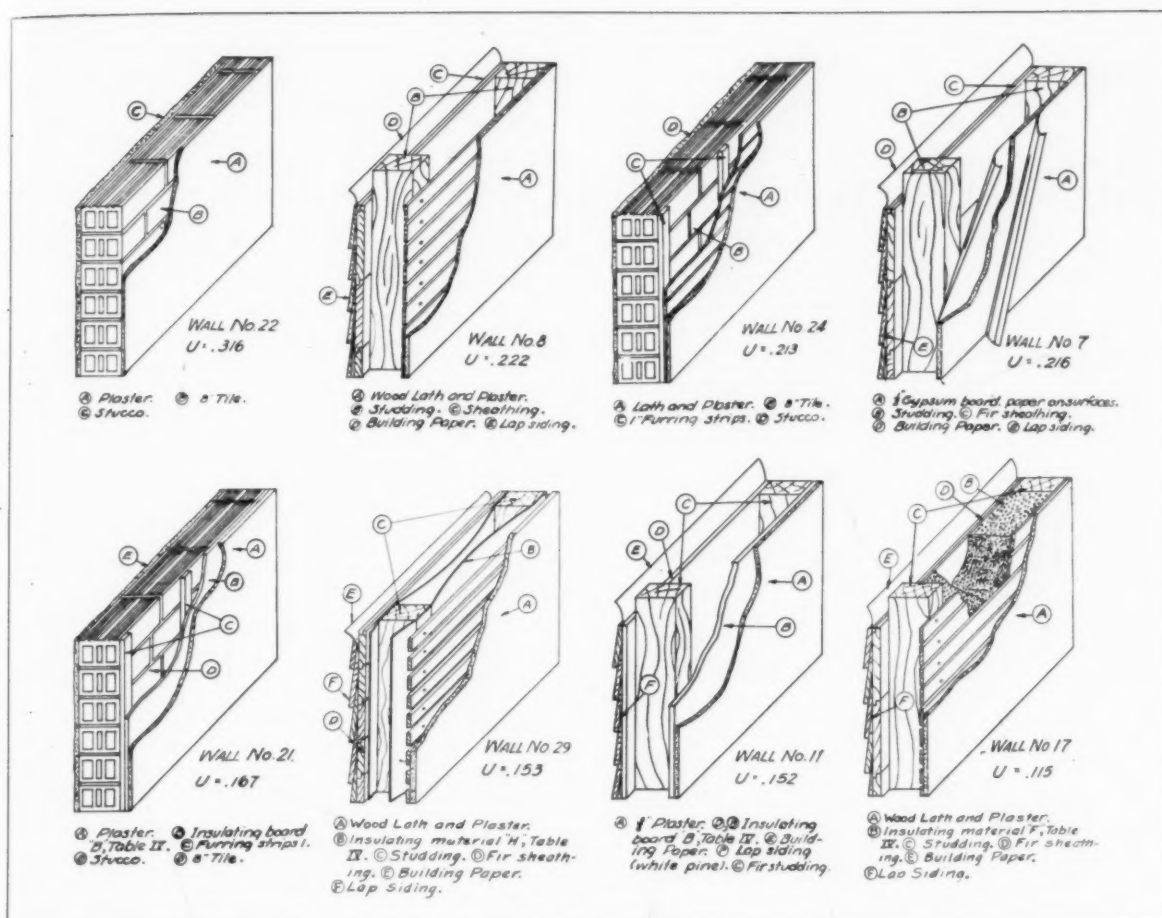 C
A
B
WALL No. 22
U = .316
A Plaster. B 8" Tile.
C Stucco.
C
B
D
A
E
WALL No. 8
U = .222
A Wood Lath and Plaster.
B Studding. C Sheathing.
D Building Paper. E Lap siding.
D
C
A
B
WALL No. 24
U = .213
A Lath and Plaster. B 8" Tile.
C 1" Furring strips. D Stucco.
C
B
D
A
E
WALL No. 7
U = .216
A Gypsum board, paper on surfaces.
B Studding. C Fir sheathing.
D Building Paper. E Lap siding.
E
A
B
C
D
WALL No. 21.
U = .167
A Plaster. B Insulating board
"B", Table IV. C Furring strips 1.
E Stucco. D 8" Tile.
C
B
E
A
F
D
WALL No 29
U = .153
A Wood Lath and Plaster.
B Insulating material "H", Table
IV. C Studding. D Fir sheath-
ing. E Building Paper.
F Lap Siding.
C
D
E
A
B
F
WALL No. 11
U = .152
A Plaster. Insulating
board "B", Table IV. E Build-
ing Paper. F Lap siding
(white pine). C Fir studding.
B
D
C
E
A
F
WALL No 17
U = .115
A Wood Lath and Plaster.
B Insulating material "F", Table
IV. C Studding. D Fir sheath-
ing. E Building Paper.
F Lap Siding.